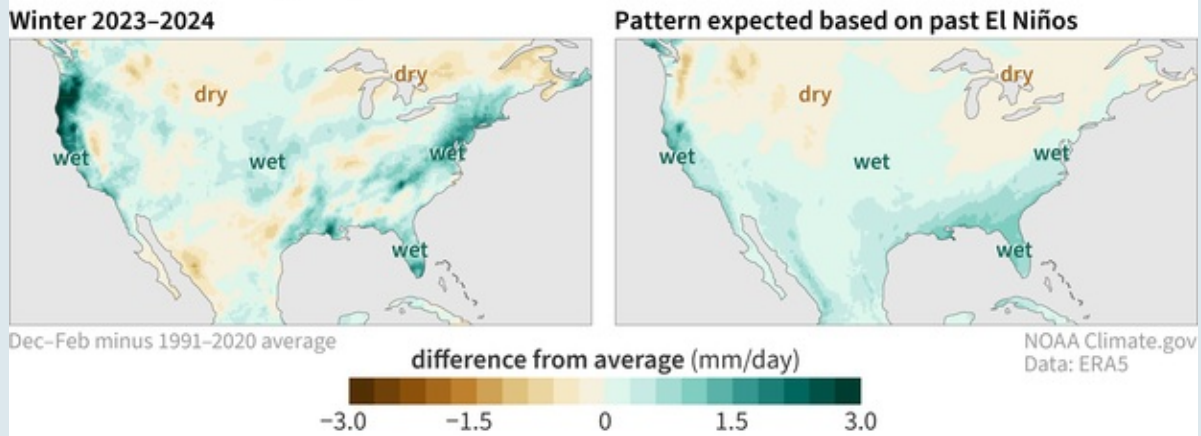 Winter 2023–2024
dry
dry
wet
wet
wet
wet
Dec–Feb minus 1991–2020 average
Pattern expected based on past El Niños
dry
dry
wet
wet
wet
wet
NOAA Climate.gov
Data: ERA5
difference from average (mm/day)
−3.0 −1.5 0 1.5 3.0